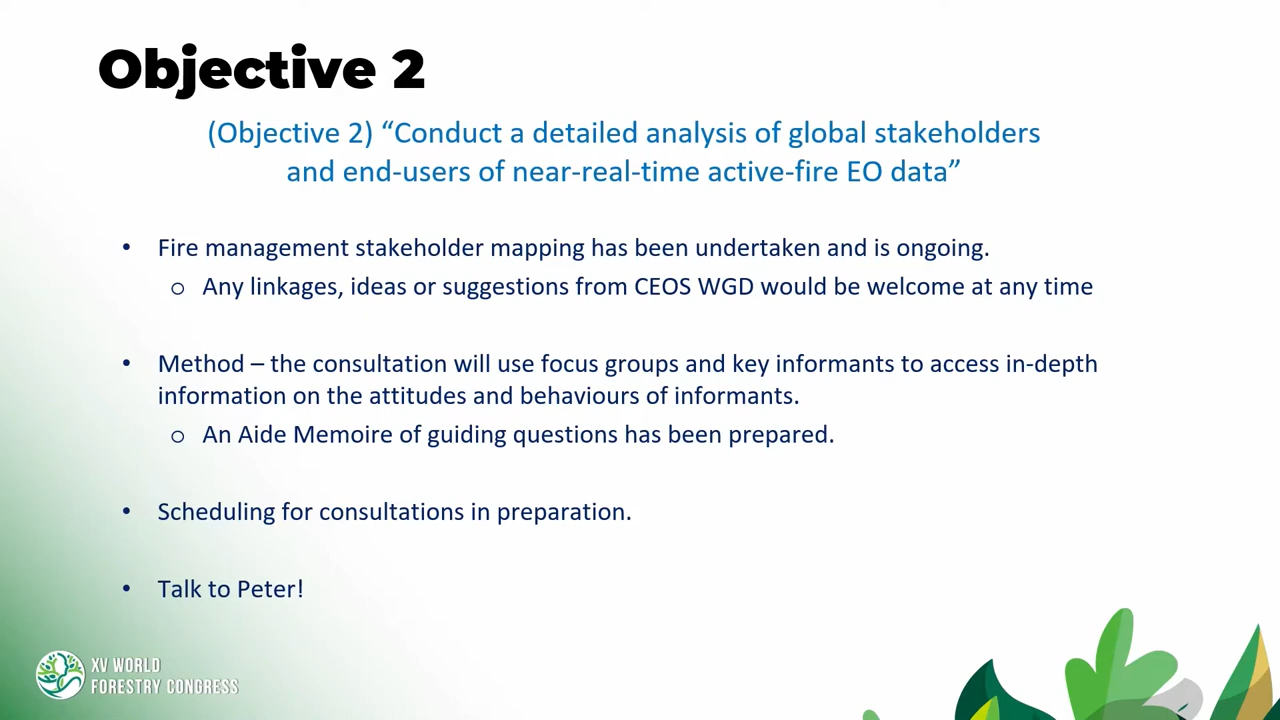 Objective 2
(Objective 2) “Conduct a detailed analysis of global stakeholders
and end-users of near-real-time active-fire EO data”
• Fire management stakeholder mapping has been undertaken and is ongoing.
o Any linkages, ideas or suggestions from CEOS WGD would be welcome at any time
• Method – the consultation will use focus groups and key informants to access in-depth
information on the attitudes and behaviours of informants.
o An Aide Memoire of guiding questions has been prepared.
• Scheduling for consultations in preparation.
• Talk to Peter!
XV WORLD
FORESTRY CONGRESS